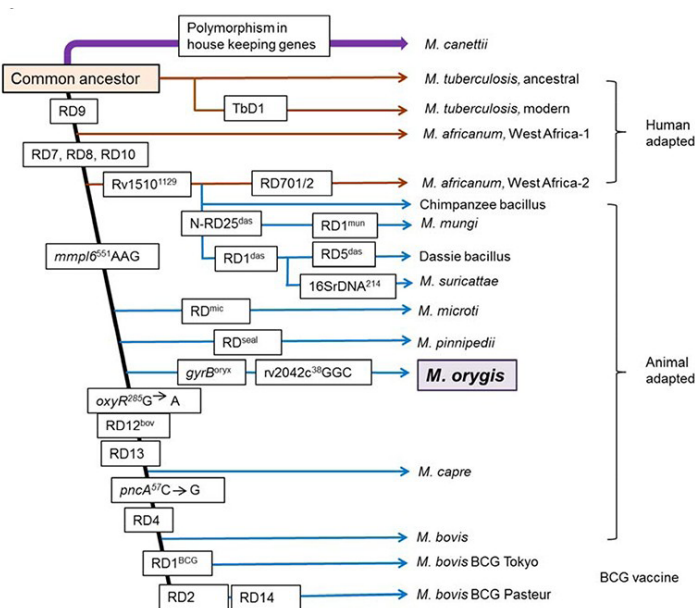 Polymorphism in
house keeping genes
M. canettii
Common ancestor
M. tuberculosis, ancestral
TbD1
M. tuberculosis, modern
RD9
M. africanum, West Africa-1
Human
adapted
RD7, RD8, RD10
Rv1510¹¹²⁹
RD701/2
M. africanum, West Africa-2
Chimpanzee bacillus
N-RD25ᵈᵃˢ
RD1ᵐᵘⁿ
M. mungi
mmpl6⁵⁵¹AAG
RD1ᵈᵃˢ
RD5ᵈᵃˢ
Dassie bacillus
16SrDNA²¹⁴
M. suricattae
RDᵐⁱᶜ
M. microti
RDˢᵉᵃˡ
M. pinnipedii
gyrBᵒʳʸˣ
rv2042c³⁸GGC
M. orygis
Animal
adapted
oxyR²⁸⁵G→A
RD12ᵇᵒᵛ
RD13
M. capre
pncA⁵⁷C→G
RD4
M. bovis
RD1ᴮᶜᴳ
M. bovis BCG Tokyo
BCG vaccine
RD2
RD14
M. bovis BCG Pasteur